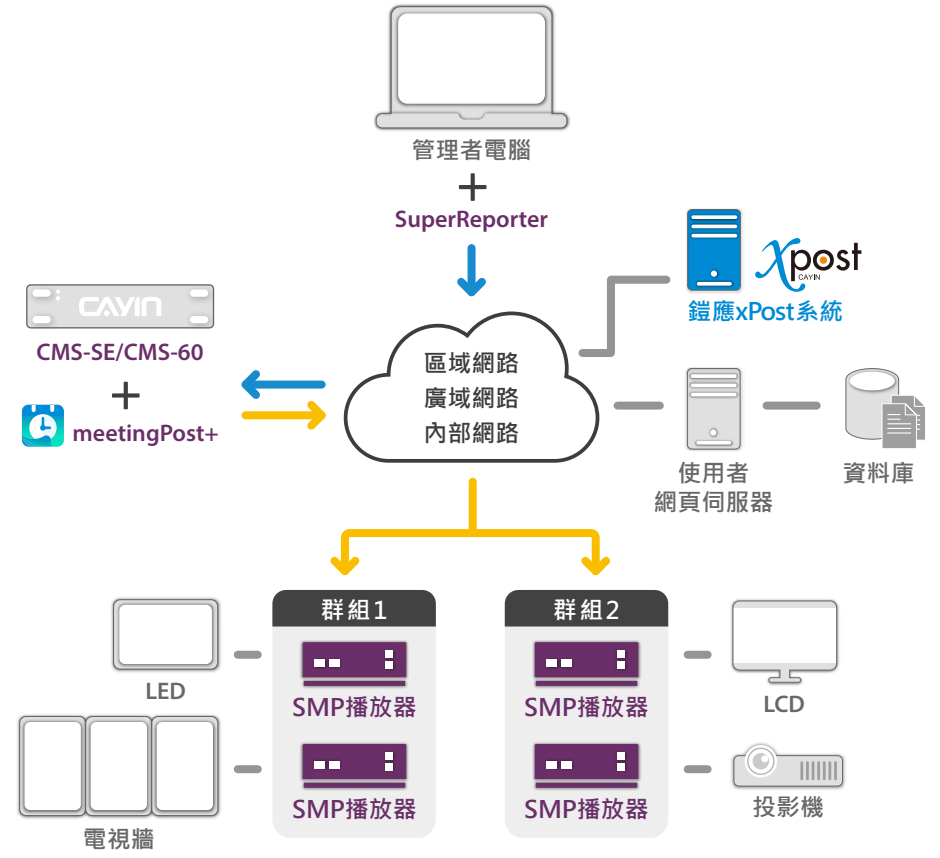 管理者電腦
+
SuperReporter
Xpost
CAYIN
鎧應xPost系統
CAYIN
CMS-SE/CMS-60
+
meetingPost+
區域網路
廣域網路
內部網路
使用者
網頁伺服器
資料庫
群組1
群組2
LED
SMP播放器
SMP播放器
LCD
電視牆
SMP播放器
SMP播放器
投影機